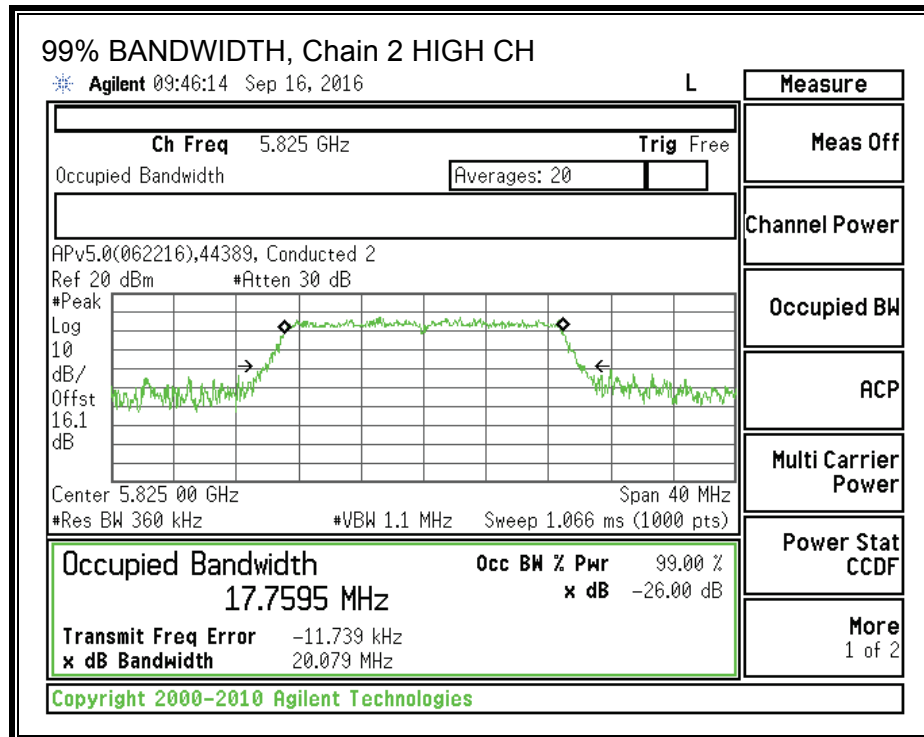 99% BANDWIDTH, Chain 2 HIGH CH
Agilent 09:46:14 Sep 16, 2016 L
Measure
Ch Freq 5.825 GHz Trig Free
Occupied Bandwidth Averages: 20
APv5.0(062216),44389, Conducted 2
Ref 20 dBm #Atten 30 dB
#Peak
Log
10
dB/
Offst
16.1
dB
Center 5.825 00 GHz Span 40 MHz
#Res BW 360 kHz #VBW 1.1 MHz Sweep 1.066 ms (1000 pts)
Occupied Bandwidth Occ BW % Pwr 99.00 %
17.7595 MHz x dB -26.00 dB
Transmit Freq Error -11.739 kHz
x dB Bandwidth 20.079 MHz
Copyright 2000-2010 Agilent Technologies
Meas Off
Channel Power
Occupied BW
ACP
Multi Carrier
Power
Power Stat
CCDF
More
1 of 2